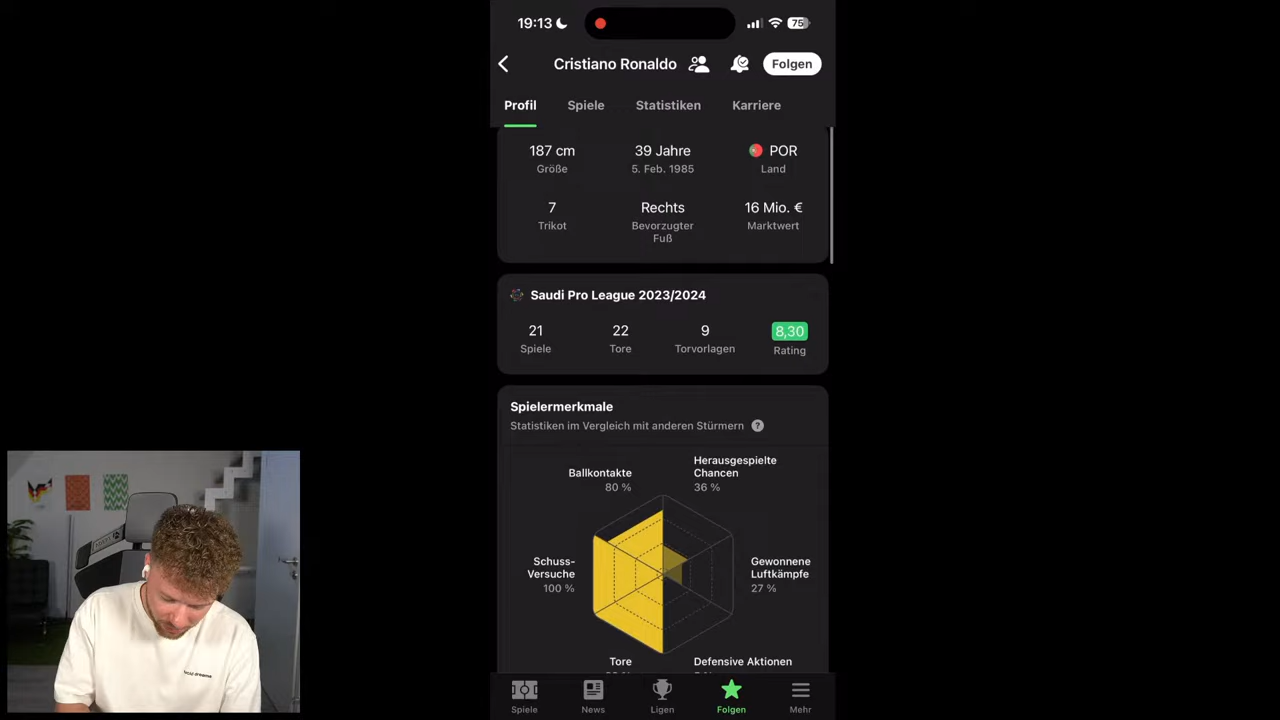 19:13
75
Cristiano Ronaldo
Folgen
Profil Spiele Statistiken Karriere
187 cm 39 Jahre POR
Größe 5. Feb. 1985 Land
7 Rechts 16 Mio. €
Trikot Bevorzugter Fuß Marktwert
Saudi Pro League 2023/2024
21 22 9 8,30
Spiele Tore Torvorlagen Rating
Spielermerkmale
Statistiken im Vergleich mit anderen Stürmern ?
Ballkontakte
80 %
Herausgespielte
Chancen
36 %
Schuss-
Versuche
100 %
Gewonnene
Luftkämpfe
27 %
Tore
Defensive Aktionen
Spiele News Ligen Folgen Mehr